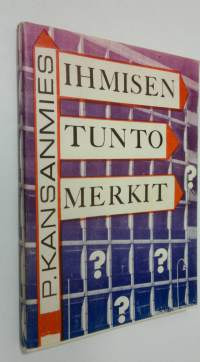 P. KANSANMIES
IHMISEN
TUNTO
MERKIT
?
?
?
?